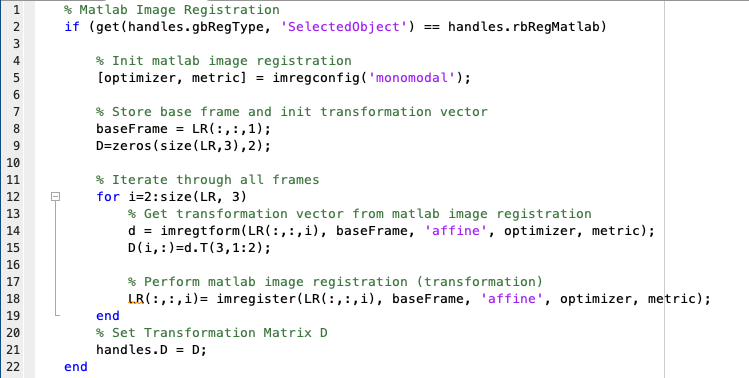 1 % Matlab Image Registration
2 if (get(handles.gbRegType, 'SelectedObject') == handles.rbRegMatlab)
3
4 % Init matlab image registration
5 [optimizer, metric] = imregconfig('monomodal');
6
7 % Store base frame and init transformation vector
8 baseFrame = LR(:,:,1);
9 D=zeros(size(LR,3),2);
10
11 % Iterate through all frames
12 for i=2:size(LR, 3)
13 % Get transformation vector from matlab image registration
14 d = imregtform(LR(:,:,i), baseFrame, 'affine', optimizer, metric);
15 D(i,:)=d.T(3,1:2);
16
17 % Perform matlab image registration (transformation)
18 LR(:,:,i)= imregister(LR(:,:,i), baseFrame, 'affine', optimizer, metric);
19 end
20 % Set Transformation Matrix D
21 handles.D = D;
22 end